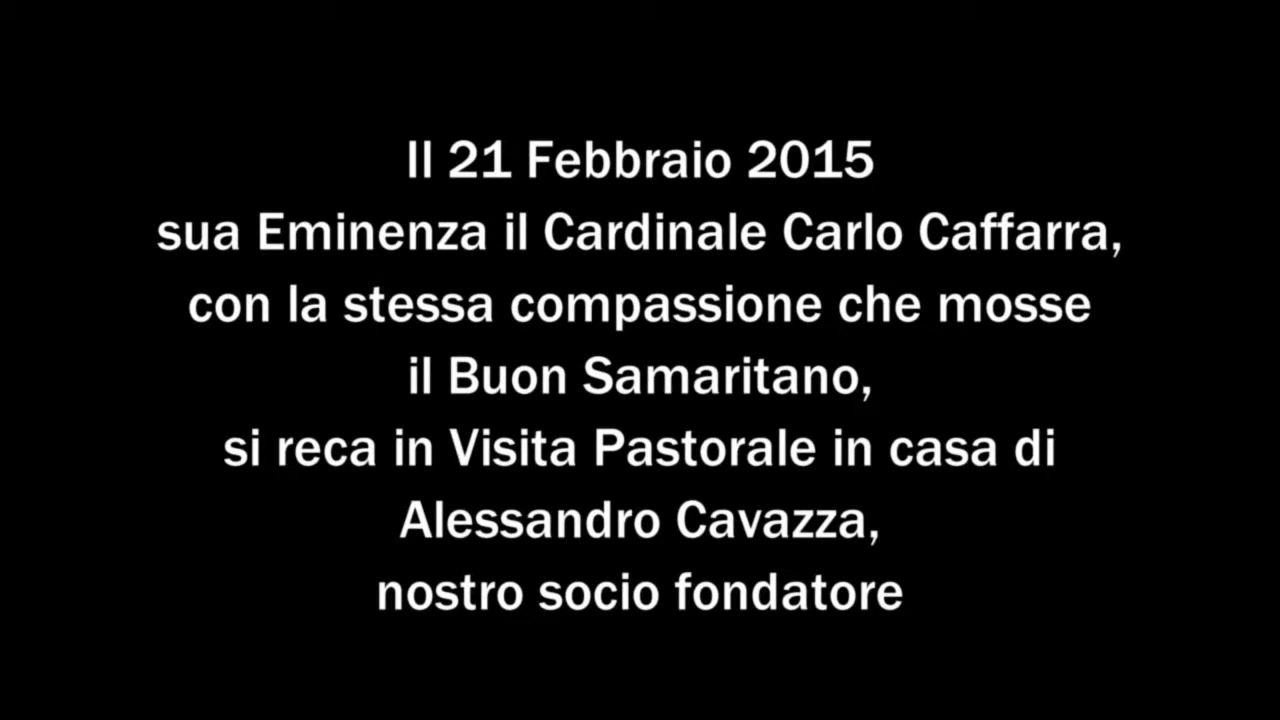 Il 21 Febbraio 2015
sua Eminenza il Cardinale Carlo Caffarra,
con la stessa compassione che mosse
il Buon Samaritano,
si reca in Visita Pastorale in casa di
Alessandro Cavazza,
nostro socio fondatore